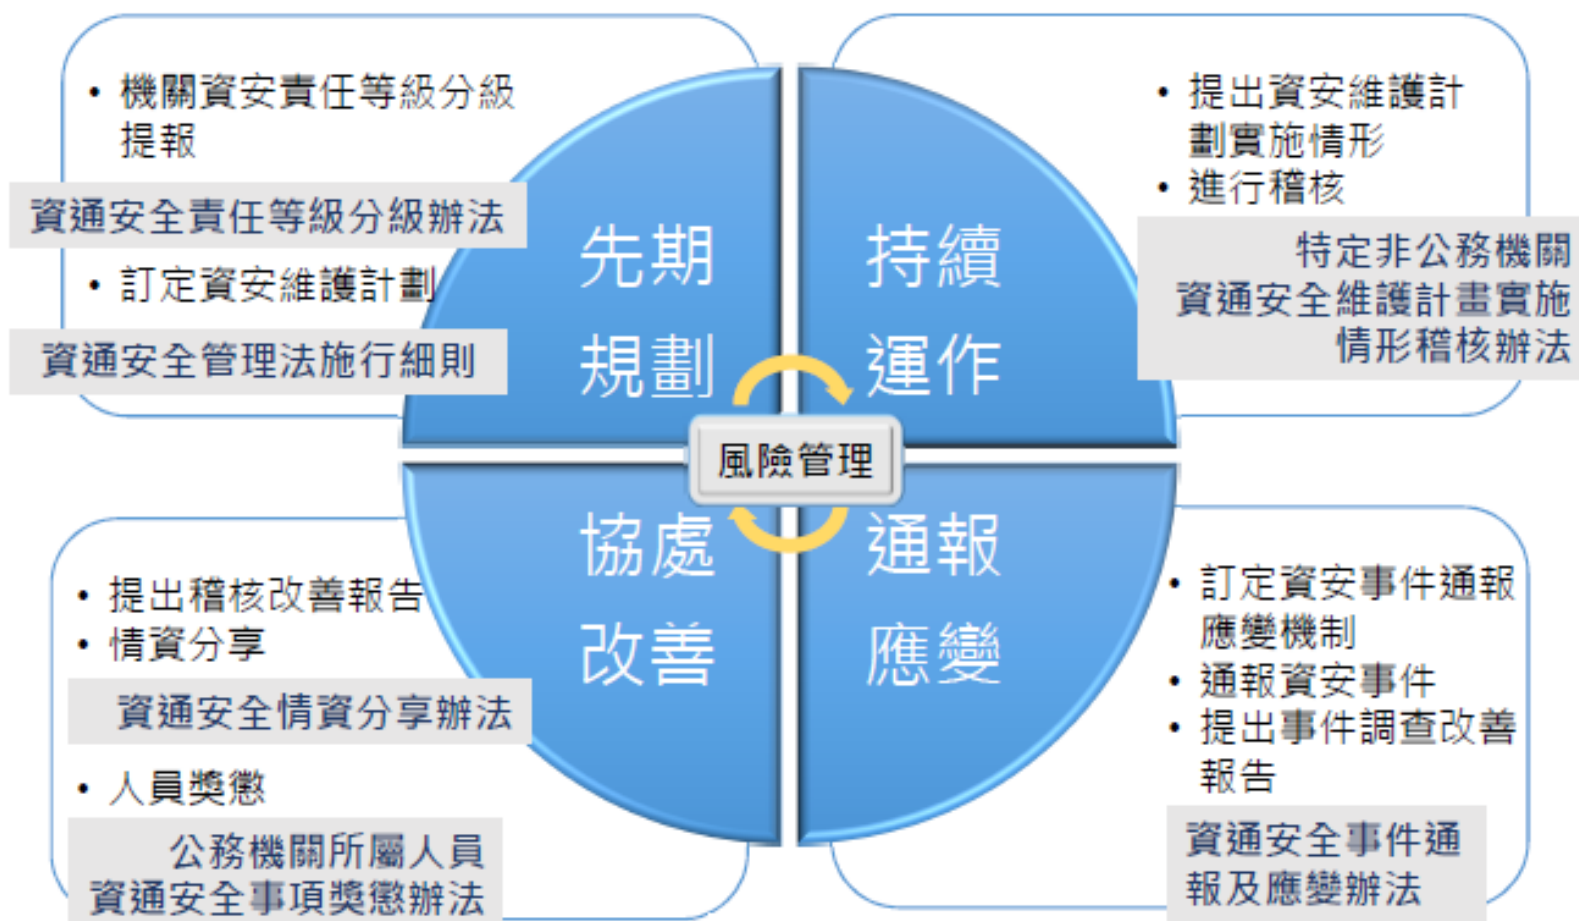 • 機關資安責任等級分級
提報
資通安全責任等級分級辦法
• 訂定資安維護計劃
資通安全管理法施行細則
先期
規劃
持續
運作
• 提出資安維護計
劃實施情形
• 進行稽核
特定非公務機關
資通安全維護計畫實施
情形稽核辦法
風險管理
• 提出稽核改善報告
• 情資分享
資通安全情資分享辦法
• 人員獎懲
公務機關所屬人員
資通安全事項獎懲辦法
協處
改善
通報
應變
• 訂定資安事件通報
應變機制
• 通報資安事件
• 提出事件調查改善
報告
資通安全事件通
報及應變辦法